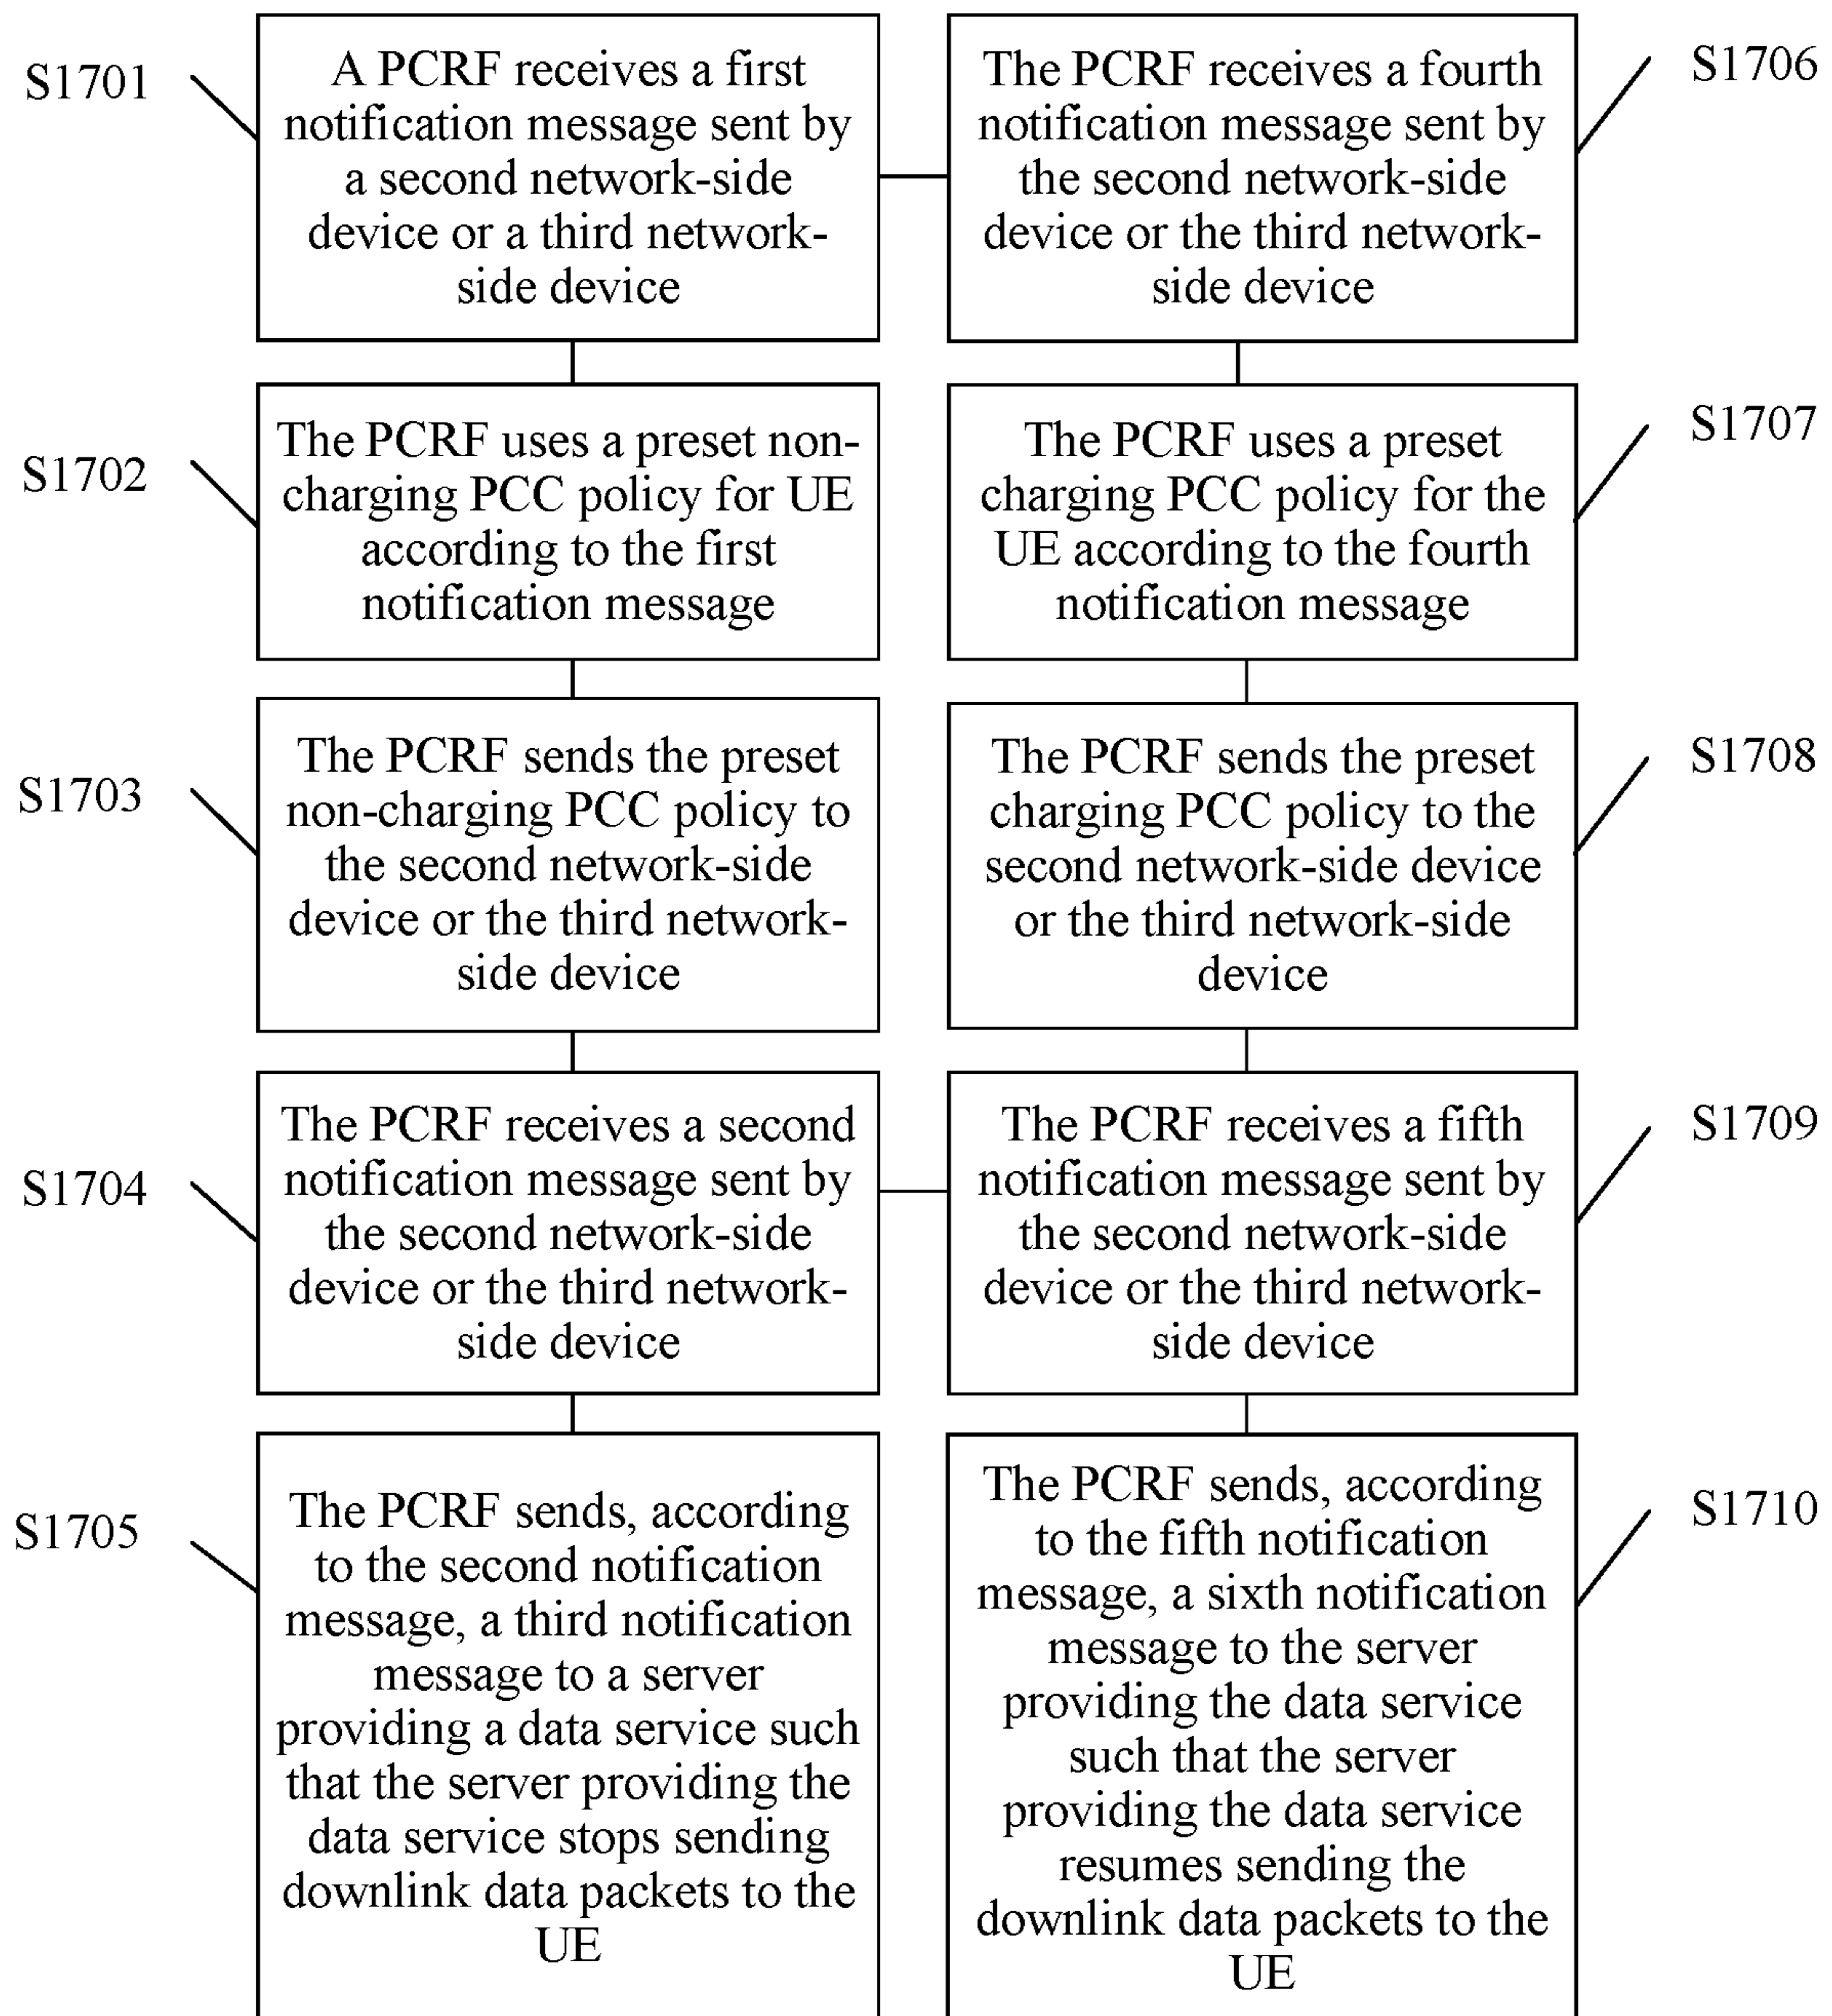 S1701
A PCRF receives a first
notification message sent by
a second network-side
device or a third network-
side device
S1702
The PCRF uses a preset non-
charging PCC policy for UE
according to the first
notification message
S1703
The PCRF sends the preset
non-charging PCC policy to
the second network-side
device or the third network-
side device
S1704
The PCRF receives a second
notification message sent by
the second network-side
device or the third network-
side device
S1705
The PCRF sends, according
to the second notification
message, a third notification
message to a server
providing a data service such
that the server providing the
data service stops sending
downlink data packets to the
UE
The PCRF receives a fourth
notification message sent by
the second network-side
device or the third network-
side device
S1706
The PCRF uses a preset
charging PCC policy for the
UE according to the fourth
notification message
S1707
The PCRF sends the preset
charging PCC policy to the
second network-side device
or the third network-side
device
S1708
The PCRF receives a fifth
notification message sent by
the second network-side
device or the third network-
side device
S1709
The PCRF sends, according
to the fifth notification
message, a sixth notification
message to the server
providing the data service
such that the server
providing the data service
resumes sending the
downlink data packets to the
UE
S1710